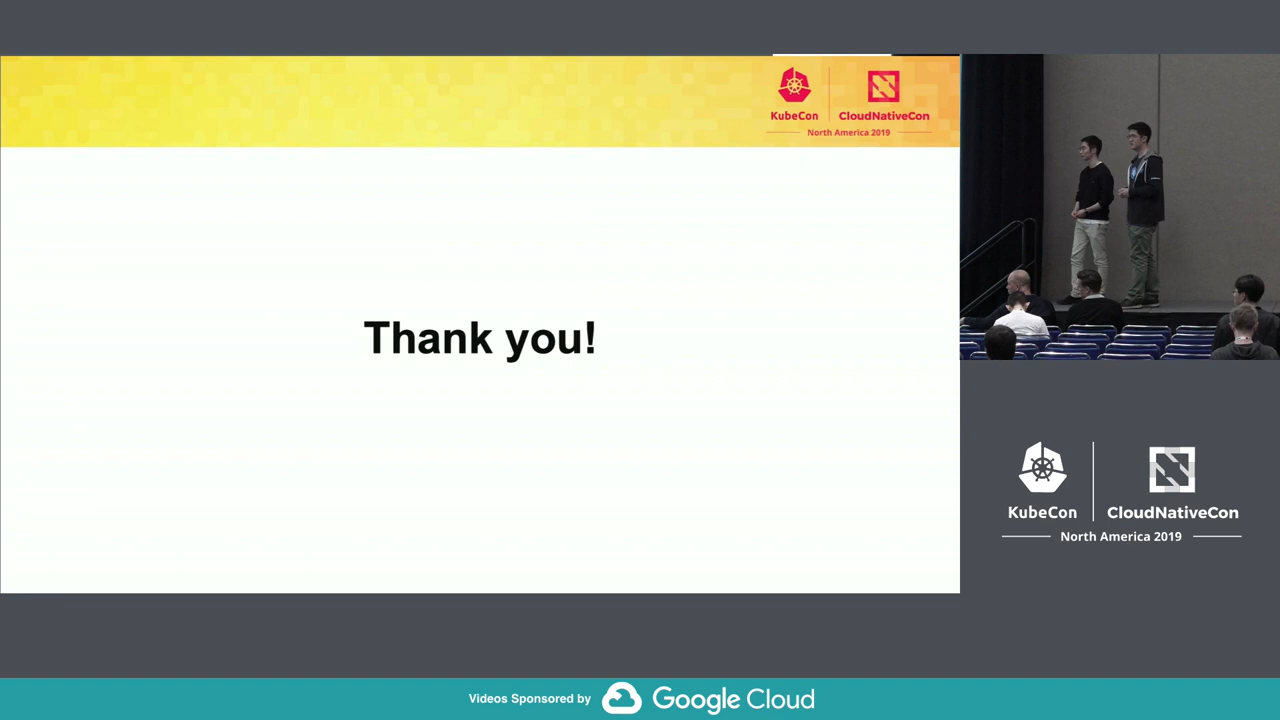 KubeCon
CloudNativeCon
North America 2019
Thank you!
KubeCon
CloudNativeCon
North America 2019
Videos Sponsored by Google Cloud